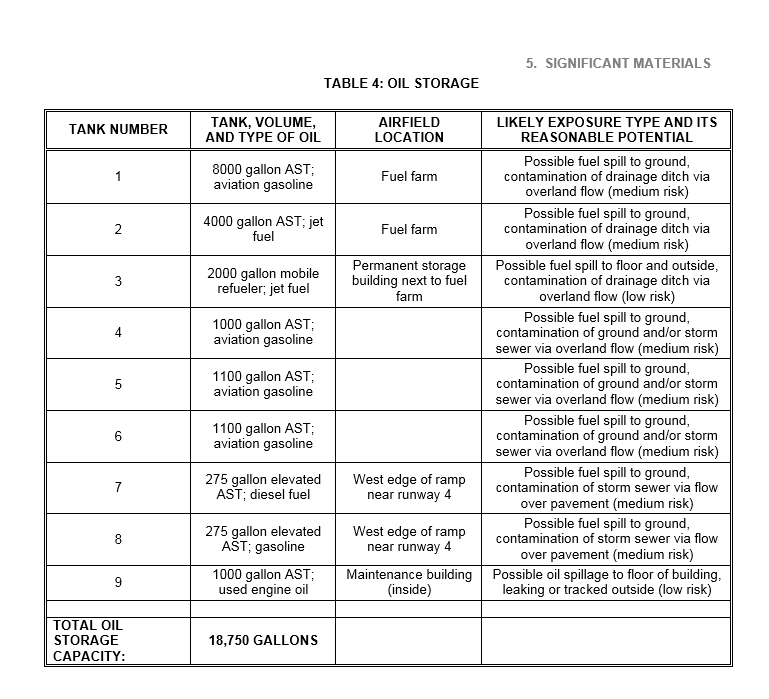 5. SIGNIFICANT MATERIALS
TABLE 4: OIL STORAGE
TANK NUMBER
TANK, VOLUME,
AND TYPE OF OIL
AIRFIELD
LOCATION
LIKELY EXPOSURE TYPE AND ITS
REASONABLE POTENTIAL
1
8000 gallon AST;
aviation gasoline
Fuel farm
Possible fuel spill to ground,
contamination of drainage ditch via
overland flow (medium risk)
2
4000 gallon AST; jet
fuel
Fuel farm
Possible fuel spill to ground,
contamination of drainage ditch via
overland flow (medium risk)
3
2000 gallon mobile
refueler; jet fuel
Permanent storage
building next to fuel
farm
Possible fuel spill to floor and outside,
contamination of drainage ditch via
overland flow (low risk)
4
1000 gallon AST;
aviation gasoline
Possible fuel spill to ground,
contamination of ground and/or storm
sewer via overland flow (medium risk)
5
1100 gallon AST;
aviation gasoline
Possible fuel spill to ground,
contamination of ground and/or storm
sewer via overland flow (medium risk)
6
1100 gallon AST;
aviation gasoline
Possible fuel spill to ground,
contamination of ground and/or storm
sewer via overland flow (medium risk)
7
275 gallon elevated
AST; diesel fuel
West edge of ramp
near runway 4
Possible fuel spill to ground,
contamination of storm sewer via flow
over pavement (medium risk)
8
275 gallon elevated
AST; gasoline
West edge of ramp
near runway 4
Possible fuel spill to ground,
contamination of storm sewer via flow
over pavement (medium risk)
9
1000 gallon AST;
used engine oil
Maintenance building
(inside)
Possible oil spillage to floor of building,
leaking or tracked outside (low risk)
TOTAL OIL
STORAGE
CAPACITY:
18,750 GALLONS